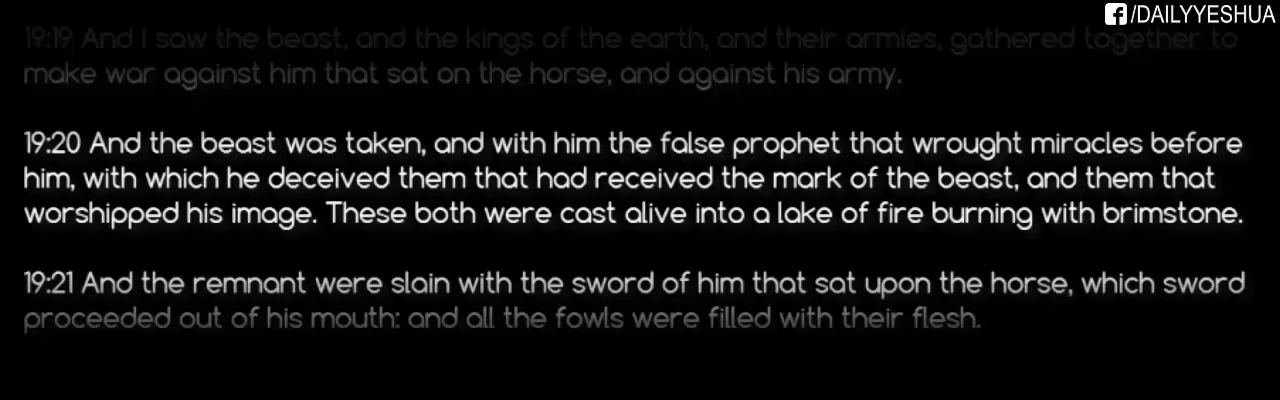 /DAILYYESHUA
19:19 And I saw the beast, and the kings of the earth, and their armies, gathered together to
make war against him that sat on the horse, and against his army.
19:20 And the beast was taken, and with him the false prophet that wrought miracles before
him, with which he deceived them that had received the mark of the beast, and them that
worshipped his image. These both were cast alive into a lake of fire burning with brimstone.
19:21 And the remnant were slain with the sword of him that sat upon the horse, which sword
proceeded out of his mouth: and all the fowls were filled with their flesh.